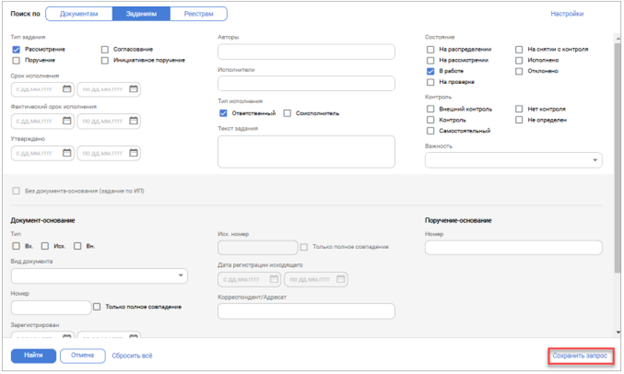 Поиск по Документам Заданиям Реестрам Настройки
Тип задания
Рассмотрение Согласование
Поручение Инициативное поручение
Срок исполнения
с дд.мм.гггг по дд.мм.гггг
Фактический срок исполнения
с дд.мм.гггг по дд.мм.гггг
Утверждено
с дд.мм.гггг по дд.мм.гггг
Авторы
Исполнители
Тип исполнения
Ответственный Соисполнитель
Текст задания
Состояние
На распределении На снятии с контроля
На рассмотрении Исполнено
В работе Отклонено
На проверке
Контроль
Внешний контроль Нет контроля
Контроль Не определен
Самостоятельный
Важность
Без документа-основания (задание по ИП)
Документ-основание
Тип
Вх. Исх. Вн.
Вид документа
Номер
Только полное совпадение
Зарегистрирован
Исх. номер
Только полное совпадение
Дата регистрации исходящего
с дд.мм.гггг по дд.мм.гггг
Корреспондент/Адресат
Поручение-основание
Номер
Найти Отмена Сбросить всё Сохранить запрос